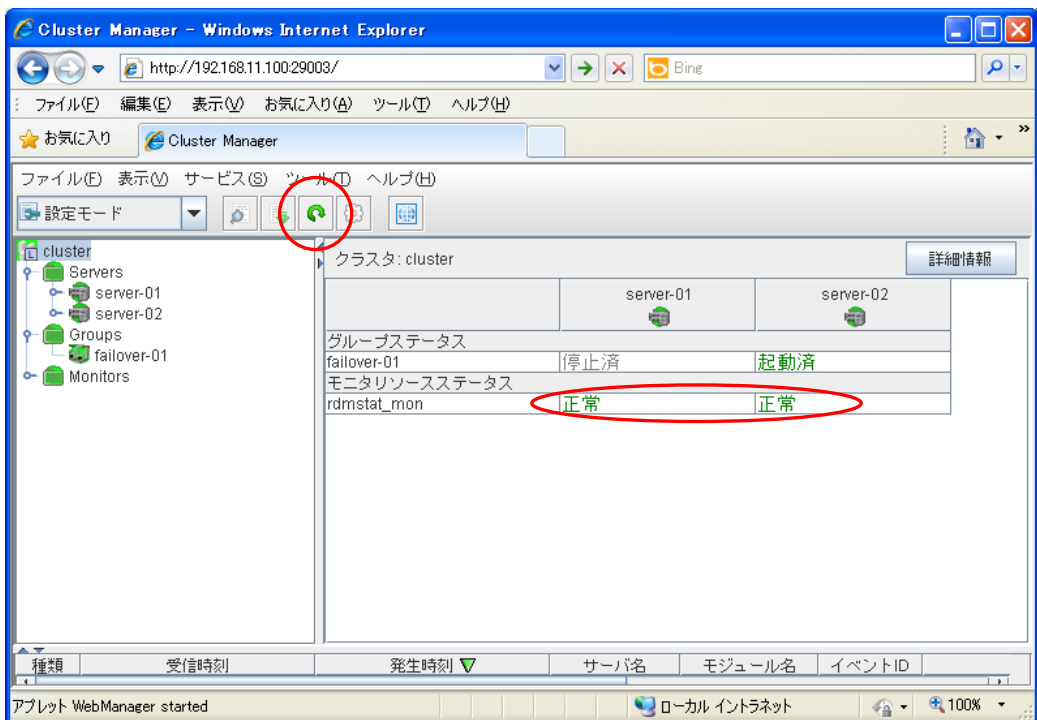 Cluster Manager - Windows Internet Explorer
http://192.168.11.100:29003/
Bing
ファイル(F) 編集(E) 表示(V) お気に入り(A) ツール(T) ヘルプ(H)
お気に入り Cluster Manager
ファイル(F) 表示(V) サービス(S) ツール(T) ヘルプ(H)
設定モード
cluster
Servers
server-01
server-02
Groups
failover-01
Monitors
クラスタ: cluster 詳細情報
server-01 server-02
グループステータス
failover-01 停止済 起動済
モニタリソースステータス
rdmstat_mon 正常 正常
種類 受信時刻 発生時刻 サーバ名 モジュール名 イベントID
アプレット WebManager started ローカル イントラネット 100%